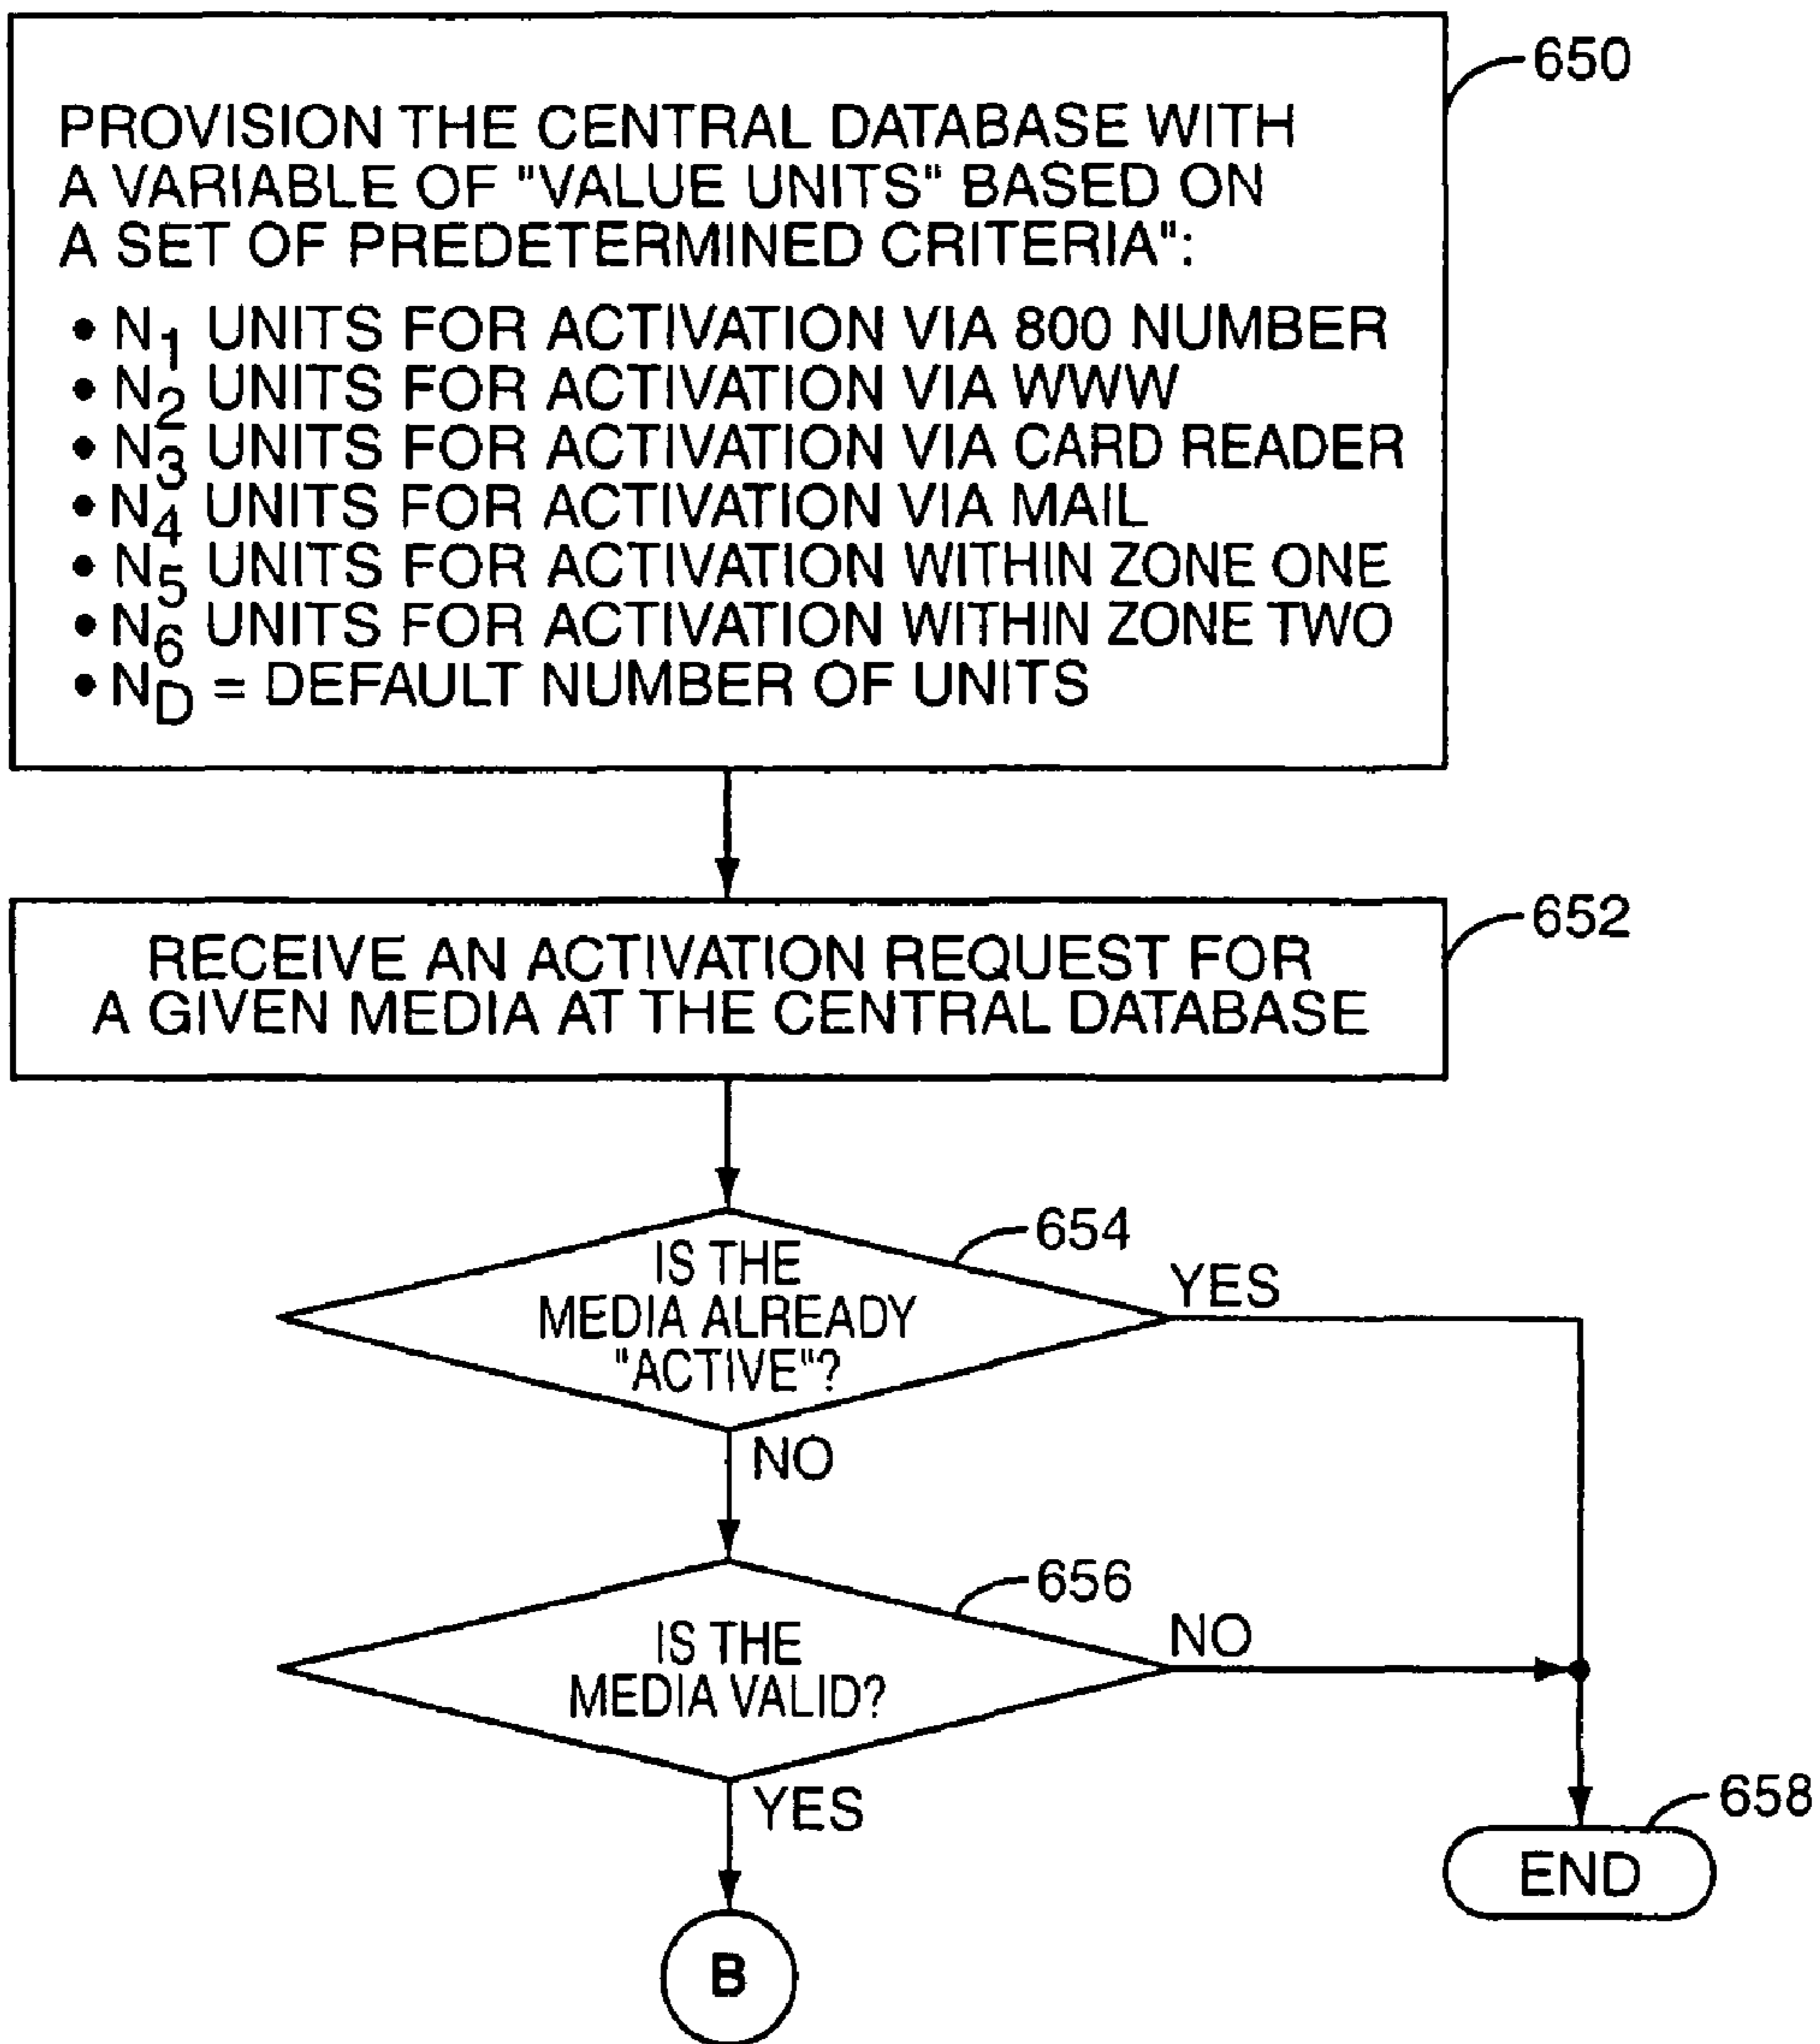 650
PROVISION THE CENTRAL DATABASE WITH
A VARIABLE OF "VALUE UNITS" BASED ON
A SET OF PREDETERMINED CRITERIA":
• N1 UNITS FOR ACTIVATION VIA 800 NUMBER
• N2 UNITS FOR ACTIVATION VIA WWW
• N3 UNITS FOR ACTIVATION VIA CARD READER
• N4 UNITS FOR ACTIVATION VIA MAIL
• N5 UNITS FOR ACTIVATION WITHIN ZONE ONE
• N6 UNITS FOR ACTIVATION WITHIN ZONE TWO
• ND = DEFAULT NUMBER OF UNITS
652
RECEIVE AN ACTIVATION REQUEST FOR
A GIVEN MEDIA AT THE CENTRAL DATABASE
654
IS THE
MEDIA ALREADY
"ACTIVE"?
YES
NO
656
IS THE
MEDIA VALID?
NO
YES
658
END
B